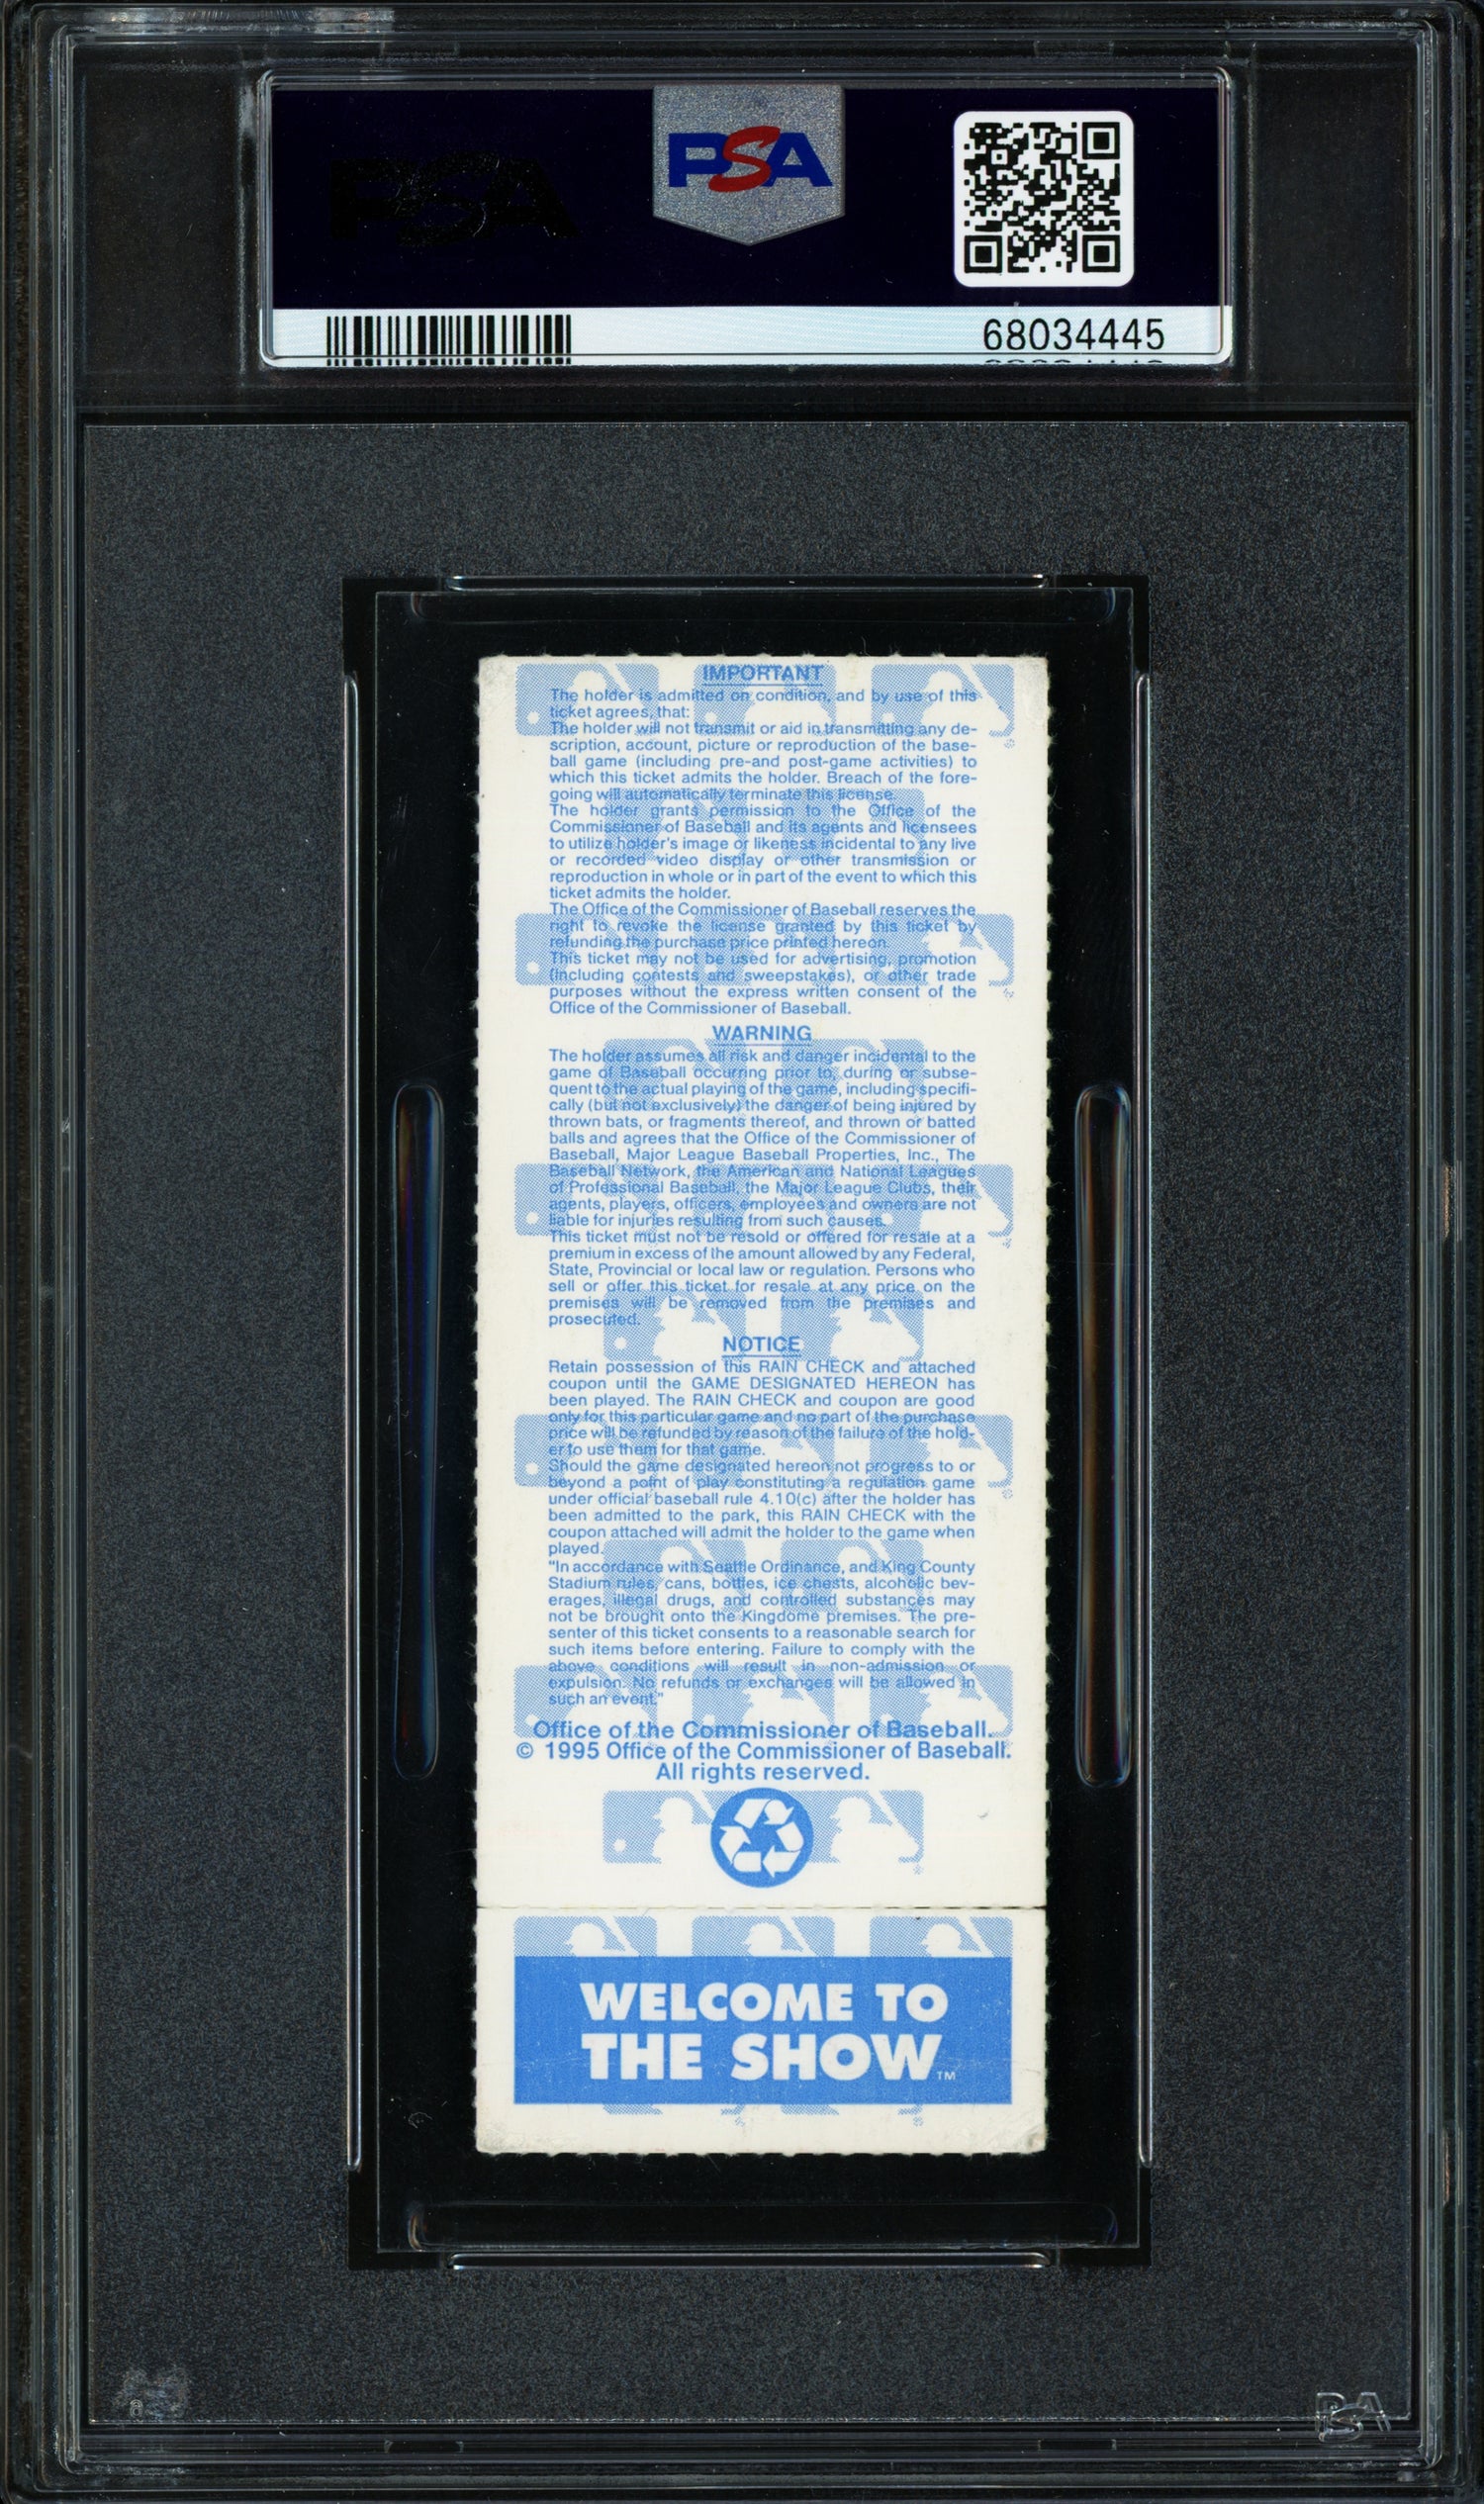 PSA
PSA
68034445
IMPORTANT
The holder is admitted on condition, and by use of this
ticket agrees, that:
The holder will not transmit or aid in transmitting any de-
scription, account, picture or reproduction of the base-
ball game (including pre-and post-game activities) to
which this ticket admits the holder. Breach of the fore-
going will automatically terminate this license.
The holder grants permission to the Office of the
Commissioner of Baseball and its agents and licensees
to utilize holder's image or likeness incidental to any live
or recorded video display or other transmission or
reproduction in whole or in part of the event to which this
ticket admits the holder.
The Office of the Commissioner of Baseball reserves the
right to revoke the license granted by this ticket by
refunding the purchase price printed hereon.
This ticket may not be used for advertising, promotion
(including contests and sweepstakes), or other trade
purposes without the express written consent of the
Office of the Commissioner of Baseball.
WARNING
The holder assumes all risk and danger incidental to the
game of Baseball occurring prior to, during or subse-
quent to the actual playing of the game, including specifi-
cally (but not exclusively) the danger of being injured by
thrown bats, or fragments thereof, and thrown or batted
balls and agrees that the Office of the Commissioner of
Baseball, Major League Baseball Properties, Inc., The
Baseball Network, the American and National Leagues
of Professional Baseball, the Major League Clubs, their
agents, players, officers, employees and owners are not
liable for injuries resulting from such causes.
This ticket must not be resold or offered for resale at a
premium in excess of the amount allowed by any Federal,
State, Provincial or local law or regulation. Persons who
sell or offer this ticket for resale at any price on the
premises will be removed from the premises and
prosecuted.
NOTICE
Retain possession of this RAIN CHECK and attached
coupon until the GAME DESIGNATED HEREON has
been played. The RAIN CHECK and coupon are good
only for this particular game and no part of the purchase
price will be refunded by reason of the failure of the hold-
er to use them for that game.
Should the game designated hereon not progress to or
beyond a point of play constituting a regulation game
under official baseball rule 4.10(c) after the holder has
been admitted to the park, this RAIN CHECK with the
coupon attached will admit the holder to the game when
played.
"In accordance with Seattle Ordinance, and King County
Stadium rules, cans, bottles, ice chests, alcoholic bev-
erages, illegal drugs, and controlled substances may
not be brought onto the Kingdome premises. The pre-
senter of this ticket consents to a reasonable search for
such items before entering. Failure to comply with the
above conditions will result in non-admission or
expulsion. No refunds or exchanges will be allowed in
such an event."
Office of the Commissioner of Baseball.
© 1995 Office of the Commissioner of Baseball.
All rights reserved.
WELCOME TO
THE SHOW™
PSA